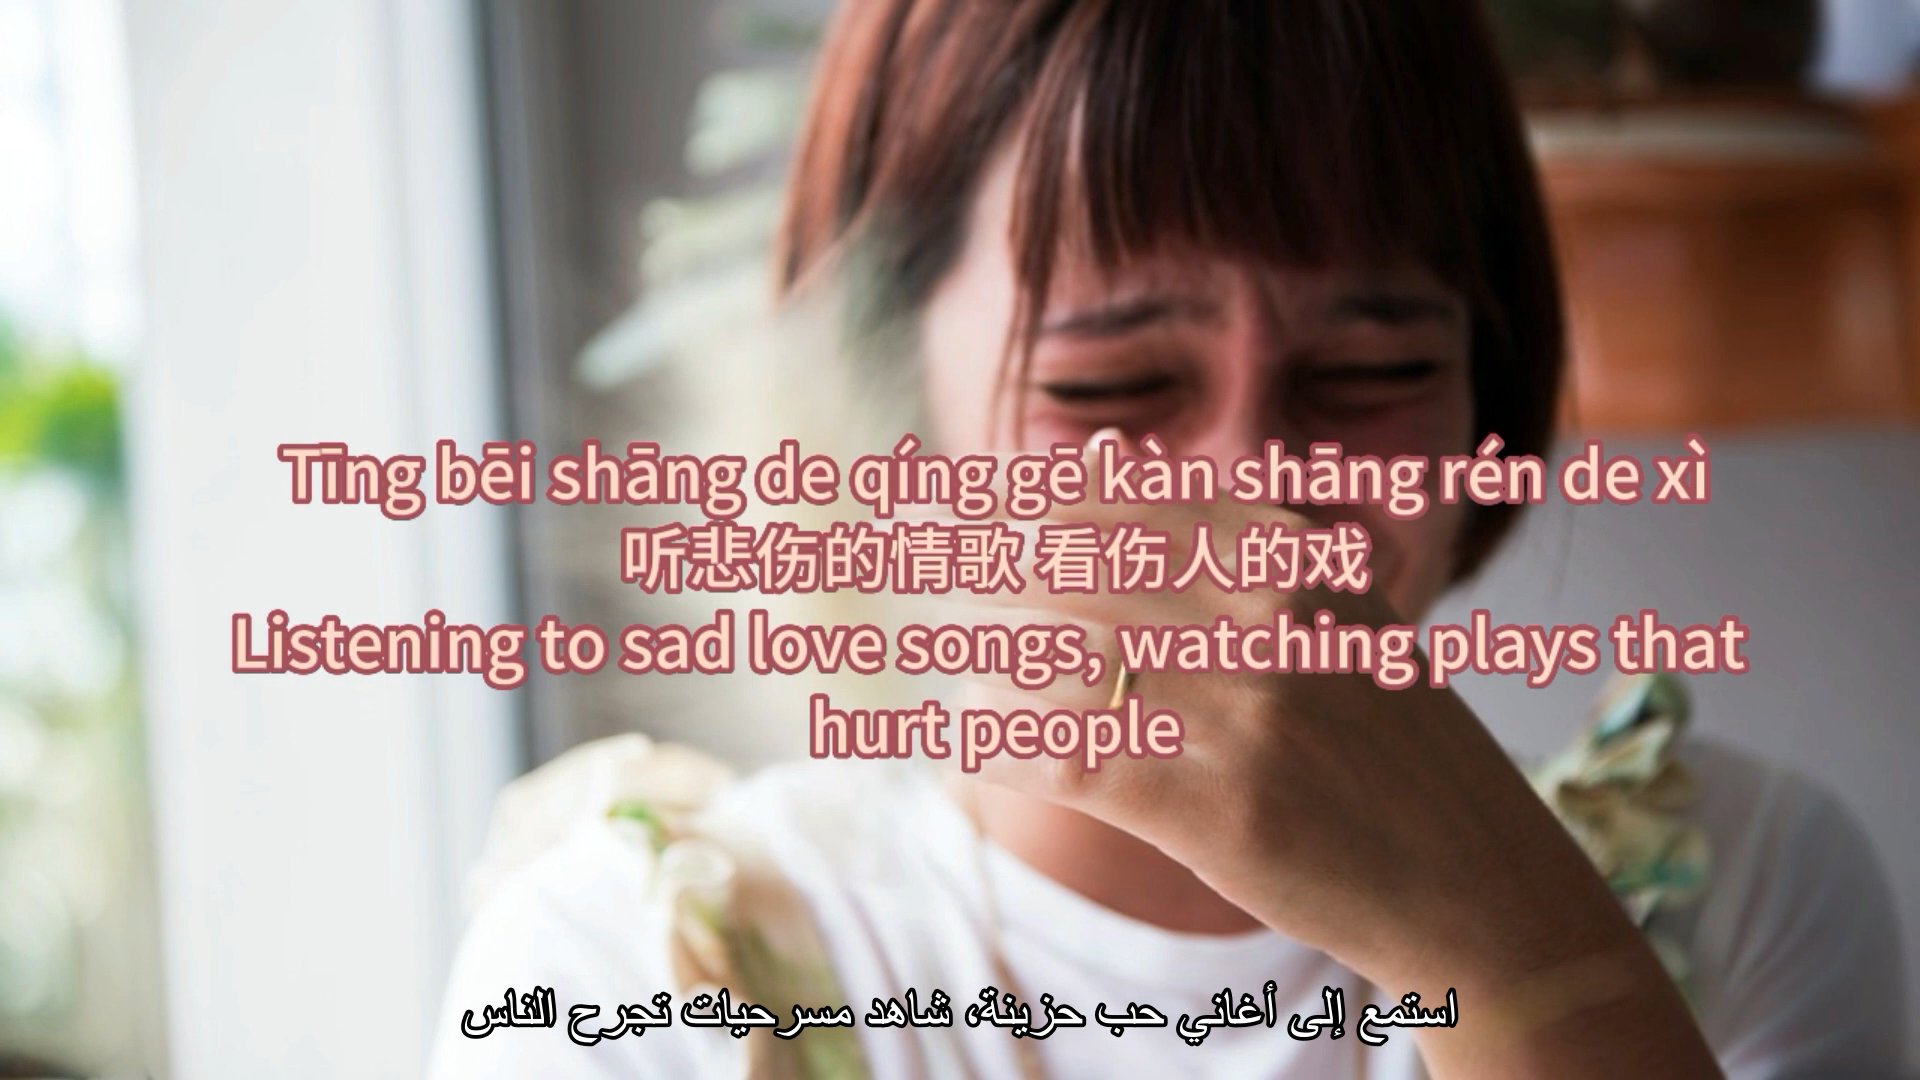 Tīng bēi shāng de qíng gē kàn shāng rén de xì
听悲伤的情歌 看伤人的戏
Listening to sad love songs, watching plays that
hurt people
استمع إلى أغاني حب حزينة، شاهد مسرحيات تجرح الناس